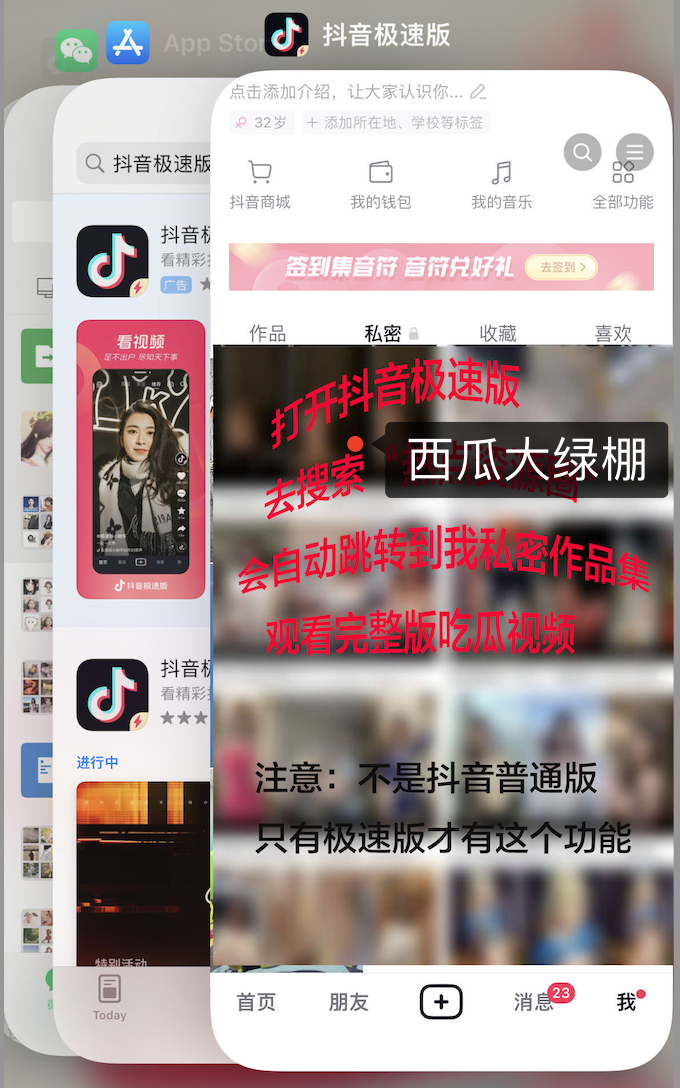 App Stor
抖音极速版
点击添加介绍，让大家认识你...
32岁
+ 添加所在地、学校等标签
抖音商城
我的钱包
我的音乐
全部功能
签到集音符 音符兑好礼
去签到 >
作品
私密
收藏
喜欢
抖音极速版
看精彩
广告
看视频
足不出户 尽知天下事
抖音极速版
打开抖音极速版
去搜索
西瓜大绿棚
会自动跳转到我私密作品集
观看完整版吃瓜视频
注意：不是抖音普通版
只有极速版才有这个功能
看精彩
进行中
特别活动
Today
首页
朋友
消息
23
我